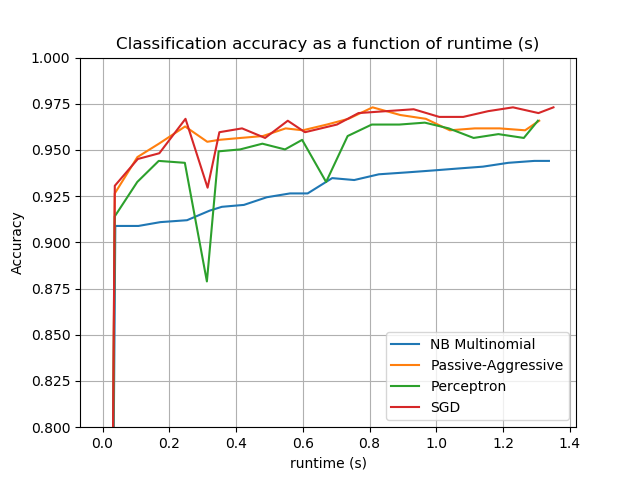 Classification accuracy as a function of runtime (s)
1.000
0.975
0.950
0.925
0.900
0.875
0.850
0.825
0.800
Accuracy
NB Multinomial
Passive-Aggressive
Perceptron
SGD
0.0 0.2 0.4 0.6 0.8 1.0 1.2 1.4
runtime (s)